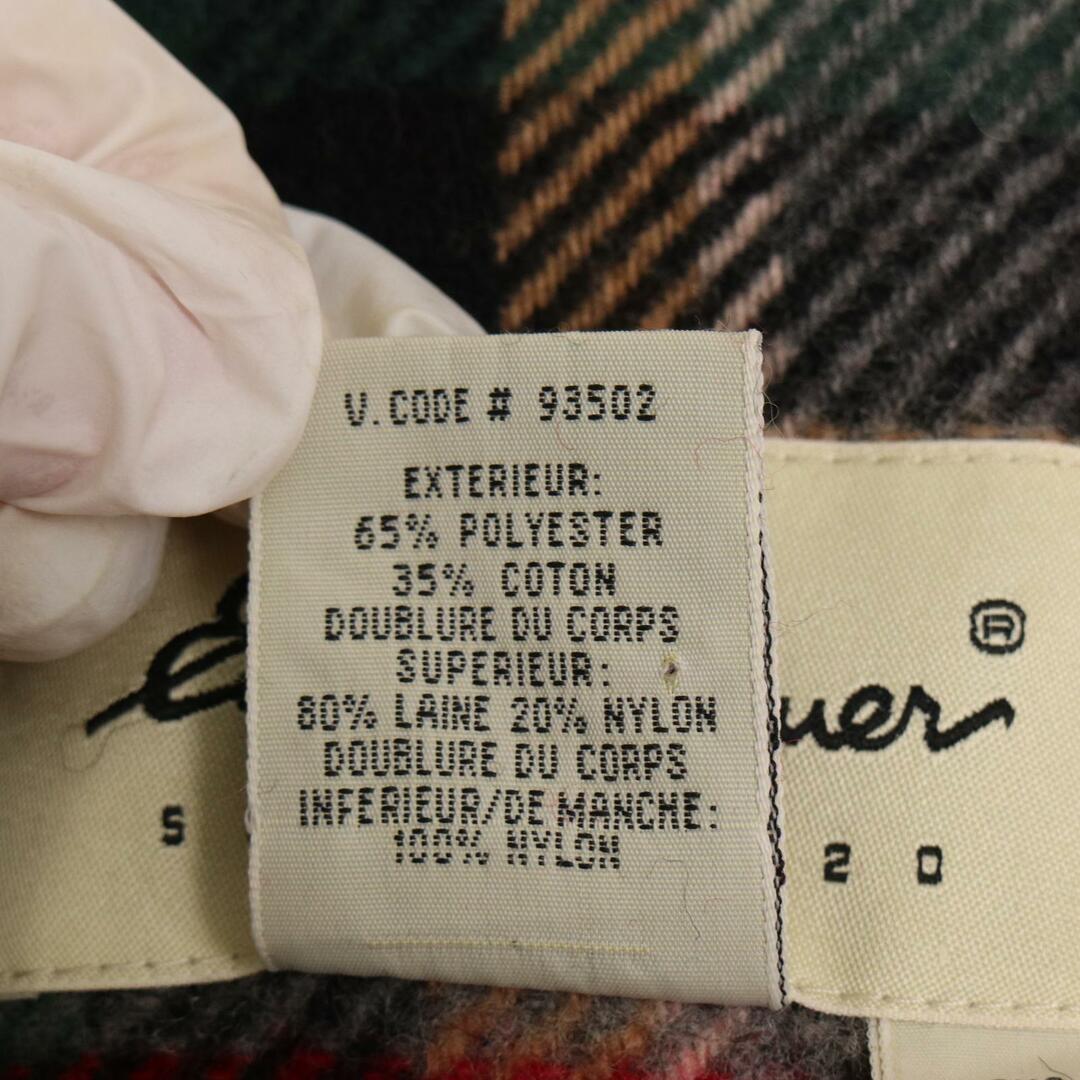 V. CODE # 93502
EXTERIEUR:
65% POLYESTER
35% COTON
DOUBLURE DU CORPS
SUPERIEUR:
80% LAINE 20% NYLON
DOUBLURE DU CORPS
INFERIEUR/DE MANCHE:
100% NYLON
®
S
2 0